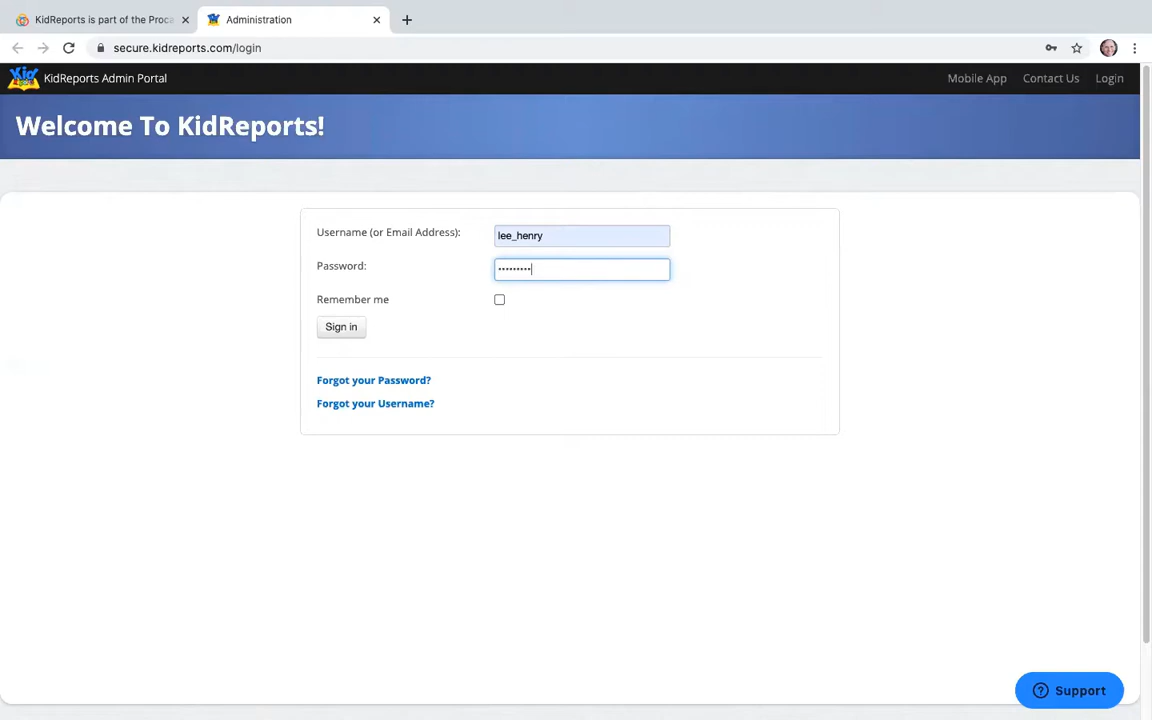 KidReports is part of the Proca
Administration
secure.kidreports.com/login
Kid
KidReports Admin Portal
Mobile App
Contact Us
Login
Welcome To KidReports!
Username (or Email Address):
lee_henry
Password:
•••••••••
Remember me
Sign in
Forgot your Password?
Forgot your Username?
Support